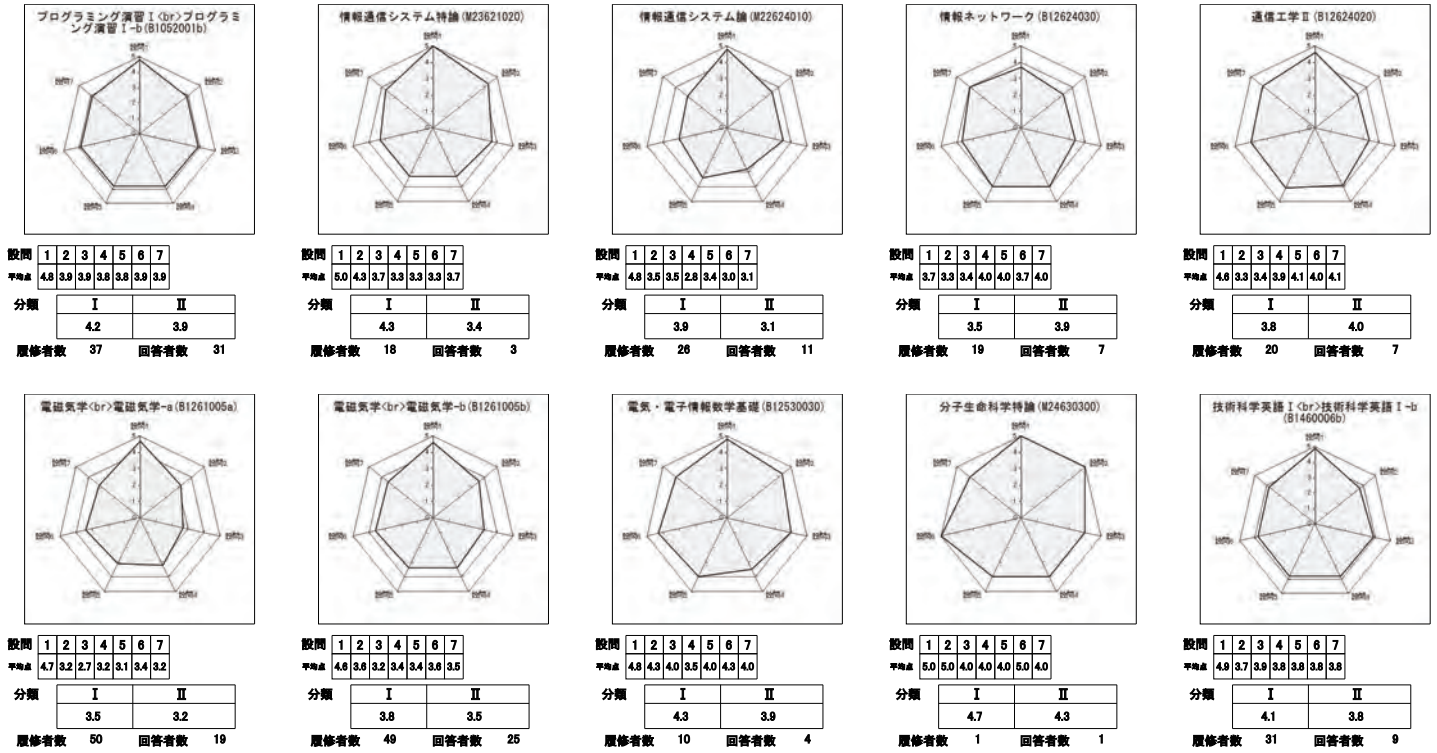 プログラミング演習Ⅰ<br>プログラミ
ング演習Ⅰ-b(B1052001b)
設問 1 2 3 4 5 6 7
平均点 4.8 3.9 3.9 3.8 3.8 3.9 3.9
分類 Ⅰ Ⅱ
4.2 3.9
履修者数 37 回答者数 31
情報通信システム特論(M23621020)
設問 1 2 3 4 5 6 7
平均点 5.0 4.3 3.7 3.3 3.3 3.3 3.7
分類 Ⅰ Ⅱ
4.3 3.4
履修者数 18 回答者数 3
情報通信システム論(M22624010)
設問 1 2 3 4 5 6 7
平均点 4.8 3.5 3.5 2.8 3.4 3.0 3.1
分類 Ⅰ Ⅱ
3.9 3.1
履修者数 26 回答者数 11
情報ネットワーク(B12624030)
設問 1 2 3 4 5 6 7
平均点 3.7 3.3 3.4 4.0 4.0 3.7 4.0
分類 Ⅰ Ⅱ
3.5 3.9
履修者数 19 回答者数 7
通信工学Ⅱ(B12624020)
設問 1 2 3 4 5 6 7
平均点 4.6 3.3 3.4 3.9 4.1 4.0 4.1
分類 Ⅰ Ⅱ
3.8 4.0
履修者数 20 回答者数 7
電磁気学<br>電磁気学-a(B1261005a)
設問 1 2 3 4 5 6 7
平均点 4.7 3.2 2.7 3.2 3.1 3.4 3.2
分類 Ⅰ Ⅱ
3.5 3.2
履修者数 50 回答者数 19
電磁気学<br>電磁気学-b(B1261005b)
設問 1 2 3 4 5 6 7
平均点 4.6 3.6 3.2 3.4 3.4 3.6 3.5
分類 Ⅰ Ⅱ
3.8 3.5
履修者数 49 回答者数 25
電気・電子情報数学基礎(B12530030)
設問 1 2 3 4 5 6 7
平均点 4.8 4.3 4.0 3.5 4.0 4.3 4.0
分類 Ⅰ Ⅱ
4.3 3.9
履修者数 10 回答者数 4
分子生命科学特論(M24630300)
設問 1 2 3 4 5 6 7
平均点 5.0 5.0 4.0 4.0 4.0 5.0 4.0
分類 Ⅰ Ⅱ
4.7 4.3
履修者数 1 回答者数 1
技術科学英語Ⅰ<br>技術科学英語Ⅰ-b
(B1460006b)
設問 1 2 3 4 5 6 7
平均点 4.9 3.7 3.9 3.8 3.8 3.8 3.8
分類 Ⅰ Ⅱ
4.1 3.8
履修者数 31 回答者数 9